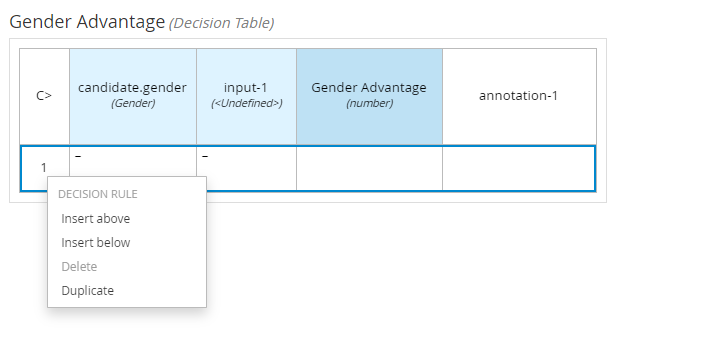 Gender Advantage (Decision Table)
C> candidate.gender input-1 Gender Advantage annotation-1
(Gender) (<Undefined>) (number)
1 - -
DECISION RULE
Insert above
Insert below
Delete
Duplicate